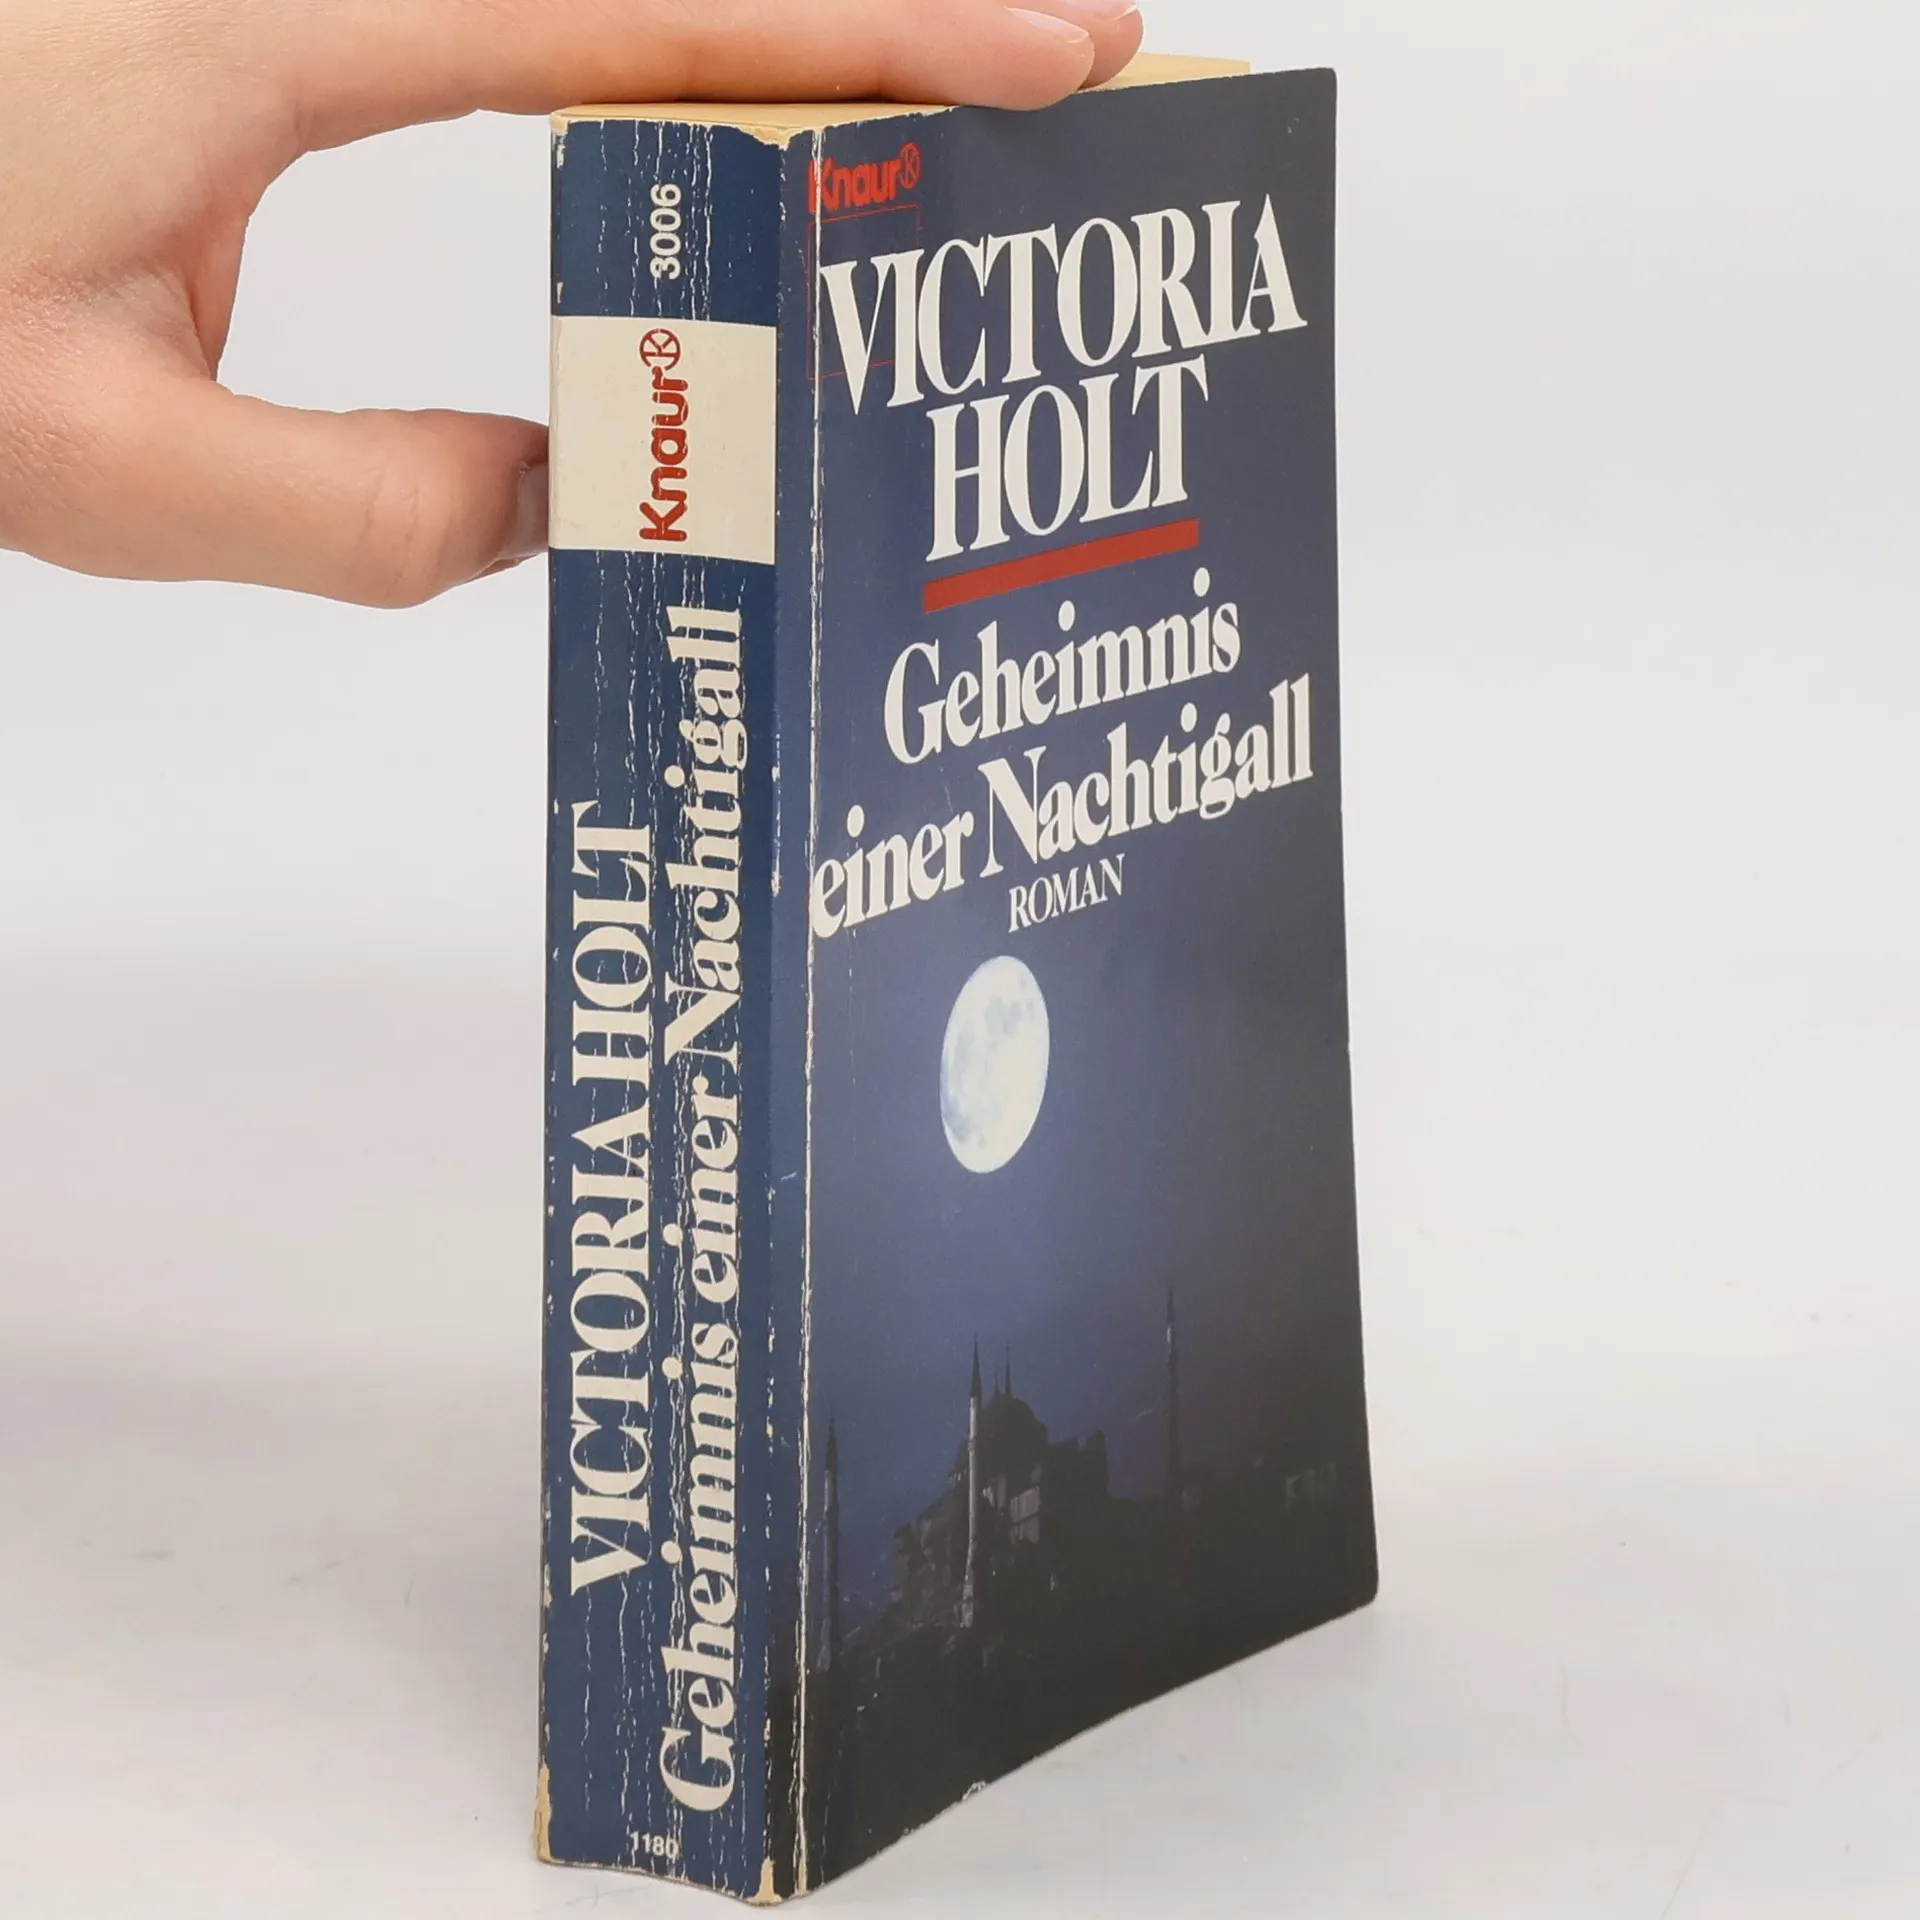 3006
Knaur
VICTORIA HOLT
Geheimnis einer Nachtigall
1180
Knaur
VICTORIA
HOLT
Geheimnis
einer Nachtigall
ROMAN